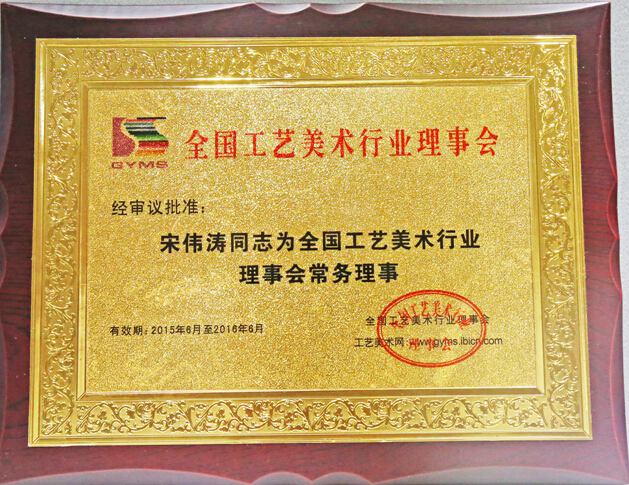 GYMS
全国工艺美术行业理事会
经审议批准：
宋伟涛同志为全国工艺美术行业
理事会常务理事
有效期：2015年6月至2016年6月
全国工艺美术行业理事会
工艺美术网：www.gyms.ibicn.com